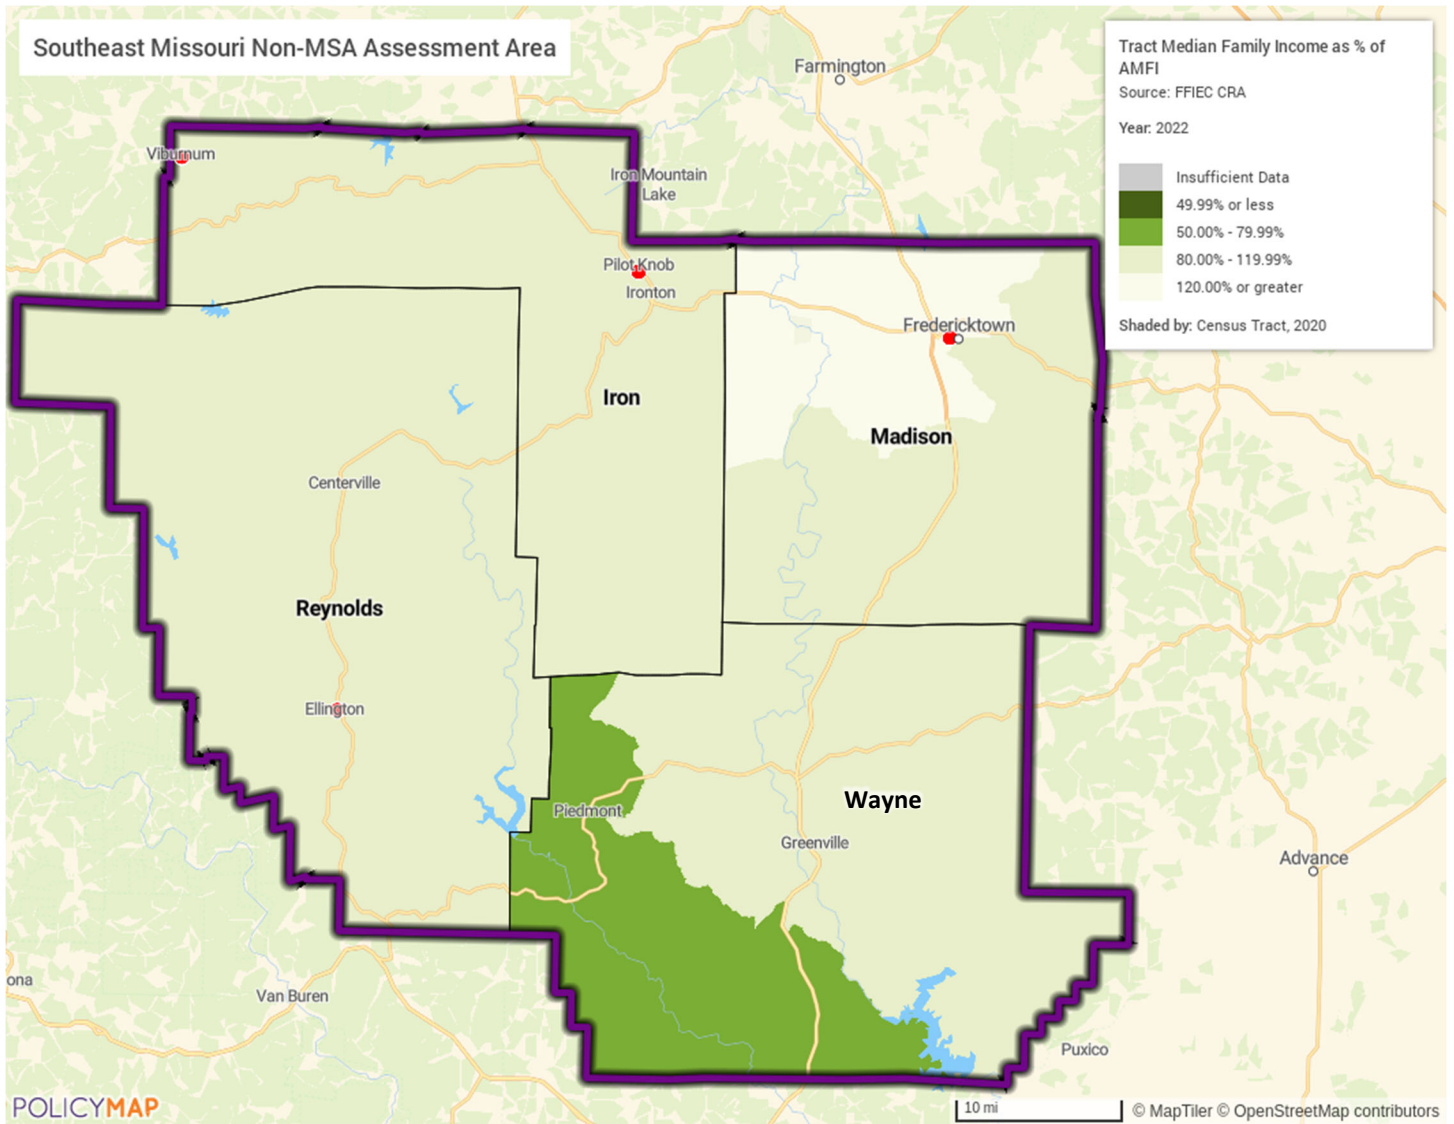 Southeast Missouri Non-MSA Assessment Area
Tract Median Family Income as % of
AMFI
Source: FFIEC CRA
Year: 2022
Insufficient Data
49.99% or less
50.00% - 79.99%
80.00% - 119.99%
120.00% or greater
Shaded by: Census Tract, 2020
Farmington
Viburnum
Iron Mountain
Lake
Pilot Knob
Ironton
Fredericktown
Iron
Madison
Centerville
Reynolds
Ellington
Wayne
Piedmont
Greenville
Advance
ona
Van Buren
Puxico
POLICYMAP
10 mi
© MapTiler © OpenStreetMap contributors